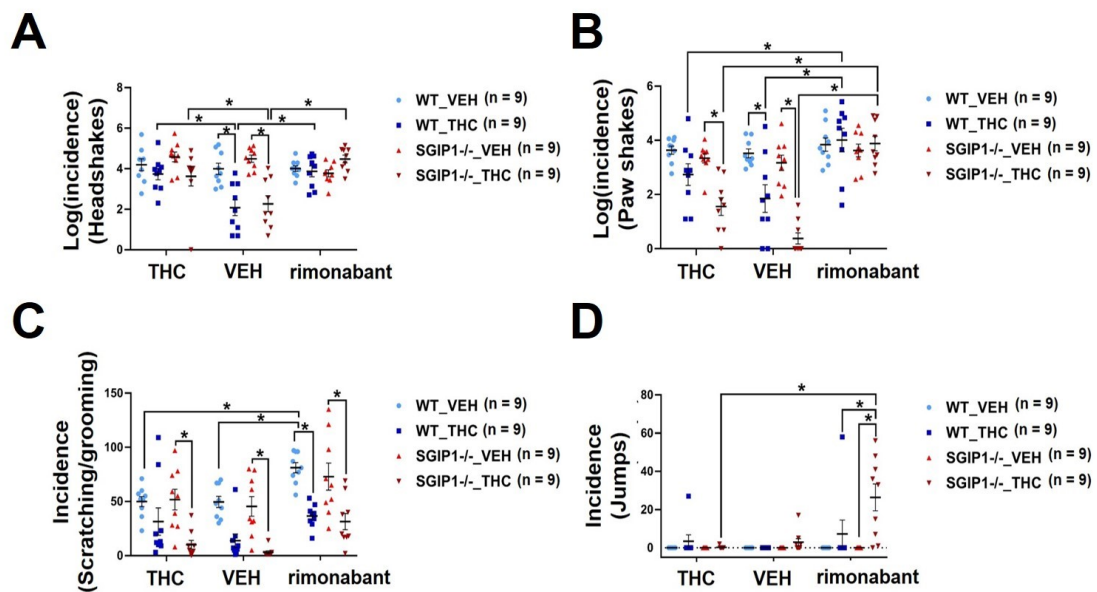 A
Log(incidence)
(Headshakes)
8
6
4
2
0
* * * * * *
THC VEH rimonabant
WT_VEH (n = 9)
WT_THC (n = 9)
SGIP1-/-_VEH (n = 9)
SGIP1-/-_THC (n = 9)
B
Log(incidence)
(Paw shakes)
6
4
2
0
* * * * * * *
THC VEH rimonabant
WT_VEH (n = 9)
WT_THC (n = 9)
SGIP1-/-_VEH (n = 9)
SGIP1-/-_THC (n = 9)
C
Incidence
(Scratching/grooming)
150
100
50
0
* * * * * *
THC VEH rimonabant
WT_VEH (n = 9)
WT_THC (n = 9)
SGIP1-/-_VEH (n = 9)
SGIP1-/-_THC (n = 9)
D
Incidence
(Jumps)
80
60
40
20
0
* * *
THC VEH rimonabant
WT_VEH (n = 9)
WT_THC (n = 9)
SGIP1-/-_VEH (n = 9)
SGIP1-/-_THC (n = 9)